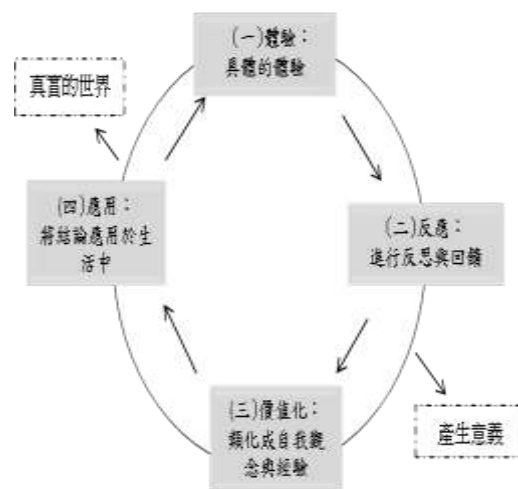 (一)體驗：
具體的體驗
真實的世界
(四)應用：
將結論應用於生
活中
(二)反應：
進行反思與回饋
(三)價值化：
類化成自我觀
念與經驗
產生意義